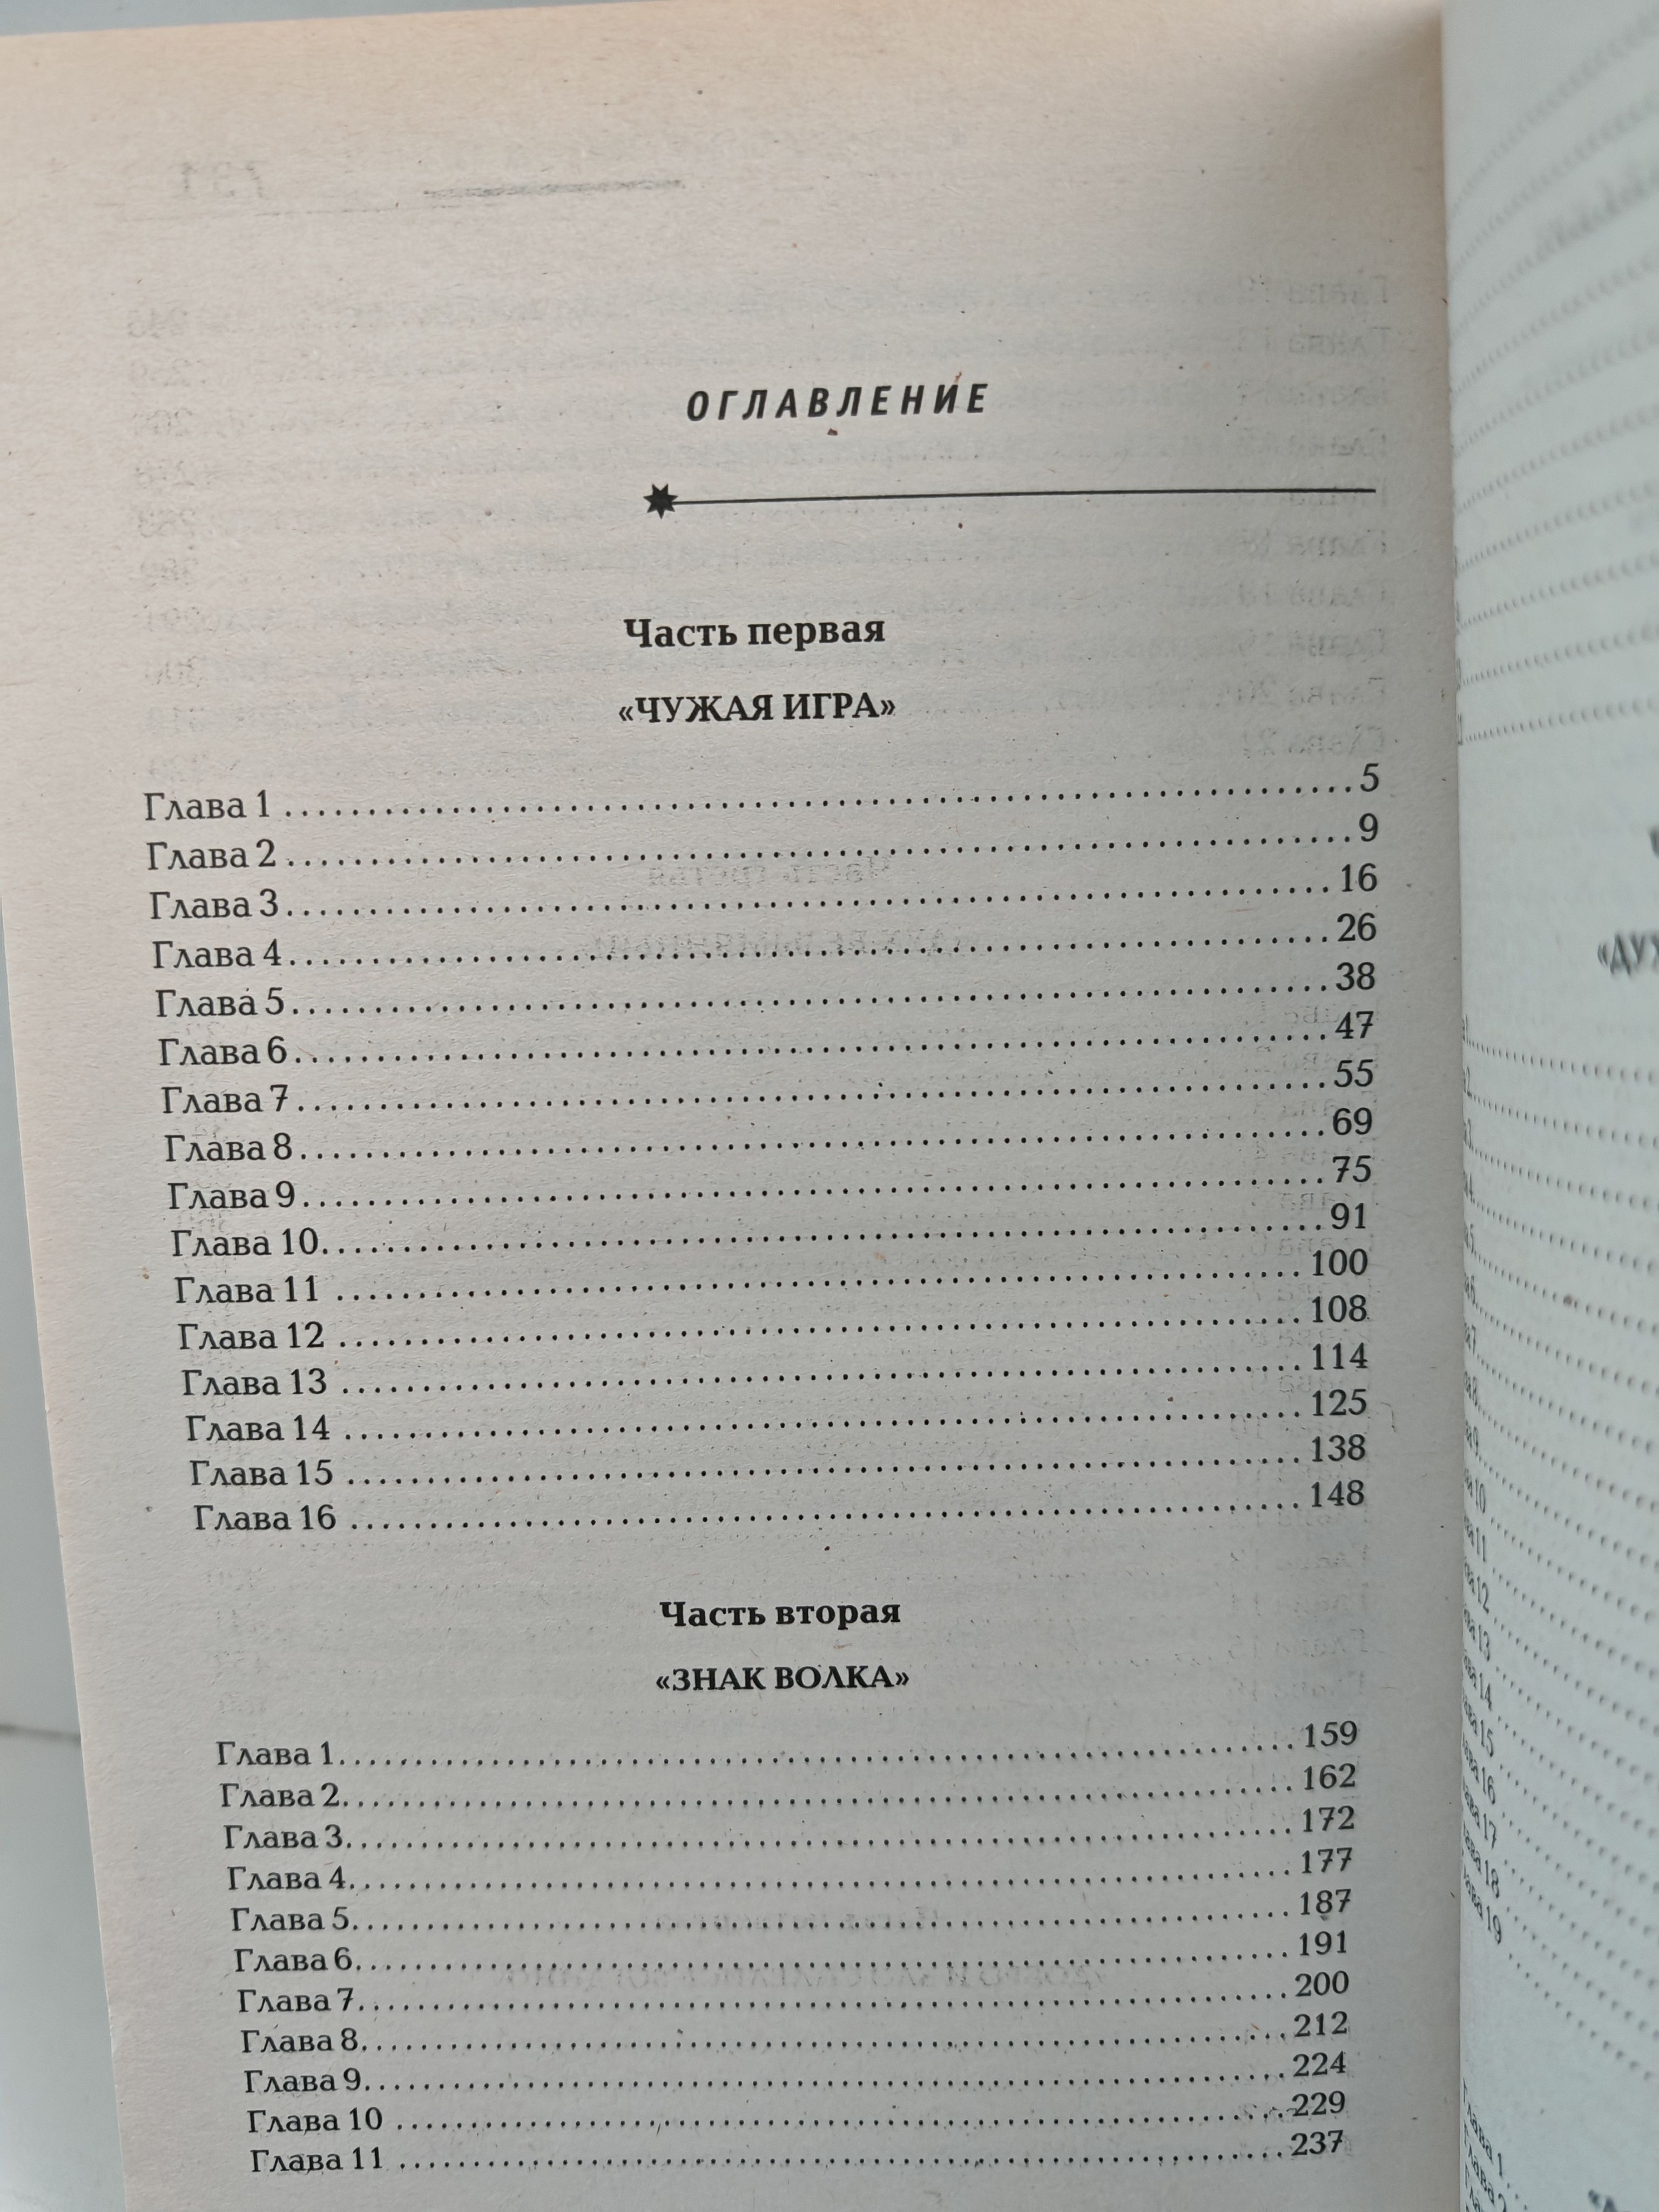 ОГЛАВЛЕНИЕ
Часть первая
«ЧУЖАЯ ИГРА»
Глава 1 5
Глава 2 9
Глава 3 16
Глава 4 26
Глава 5 38
Глава 6 47
Глава 7 55
Глава 8 69
Глава 9 75
Глава 10 91
Глава 11 100
Глава 12 108
Глава 13 114
Глава 14 125
Глава 15 138
Глава 16 148
Часть вторая
«ЗНАК ВОЛКА»
Глава 1 159
Глава 2 162
Глава 3 172
Глава 4 177
Глава 5 187
Глава 6 191
Глава 7 200
Глава 8 212
Глава 9 224
Глава 10 229
Глава 11 237